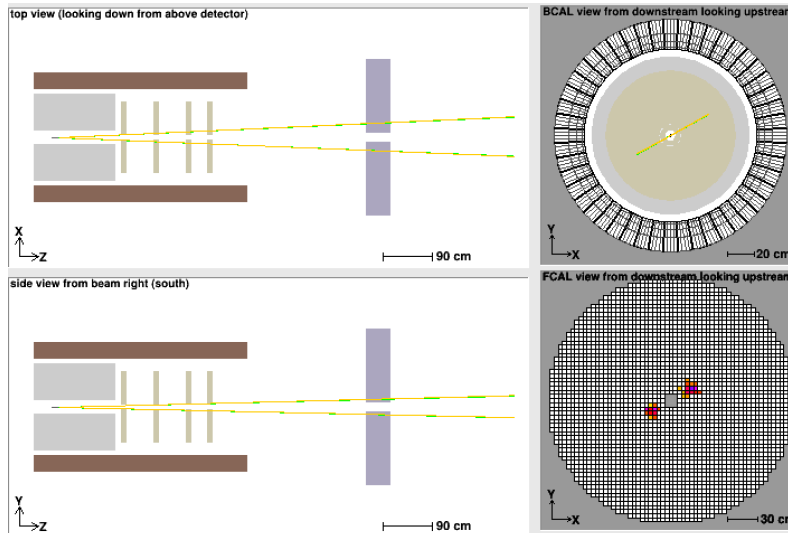 top view (looking down from above detector)
X
Z
90 cm
BCAL view from downstream looking upstream
Y
X
20 cm
side view from beam right (south)
Y
Z
90 cm
FCAL view from downstream looking upstream
Y
X
30 cm